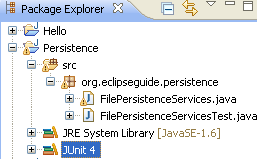 Package Explorer
Hello
Persistence
src
org.eclipseguide.persistence
FilePersistenceServices.java
FilePersistenceServicesTest.java
JRE System Library [JavaSE-1.6]
JUnit 4